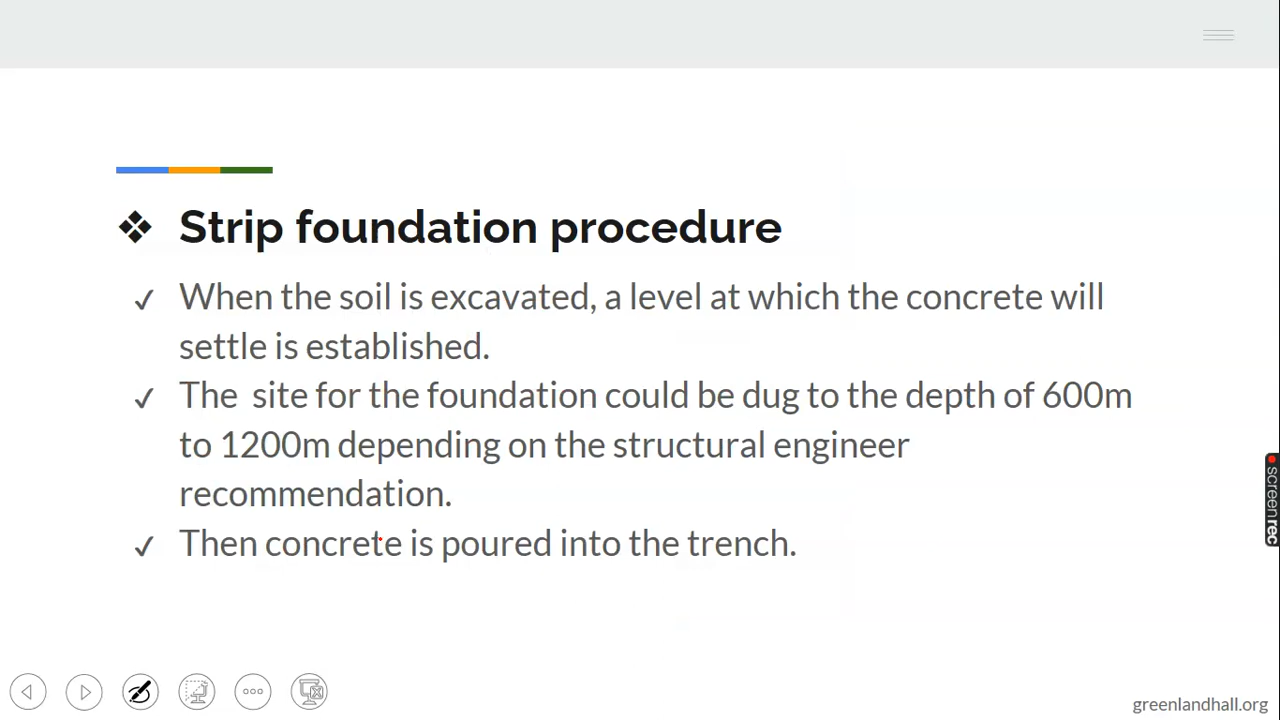 ❖ Strip foundation procedure
✓ When the soil is excavated, a level at which the concrete will
settle is established.
✓ The site for the foundation could be dug to the depth of 600m
to 1200m depending on the structural engineer
recommendation.
✓ Then concrete is poured into the trench.
screenrec
greenlandhall.org